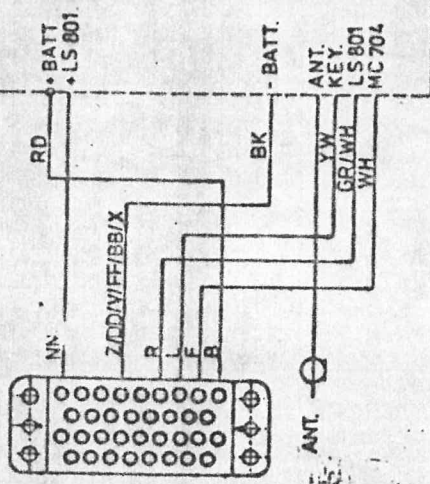 + BATT
+ LS 801.
- BATT.
ANT.
KEY.
LS 801
MC 704
RD
BK
YW
GR/WH
WH
NN
Z/DD/V/FF/BB/X
R
L
F
B
ANT.